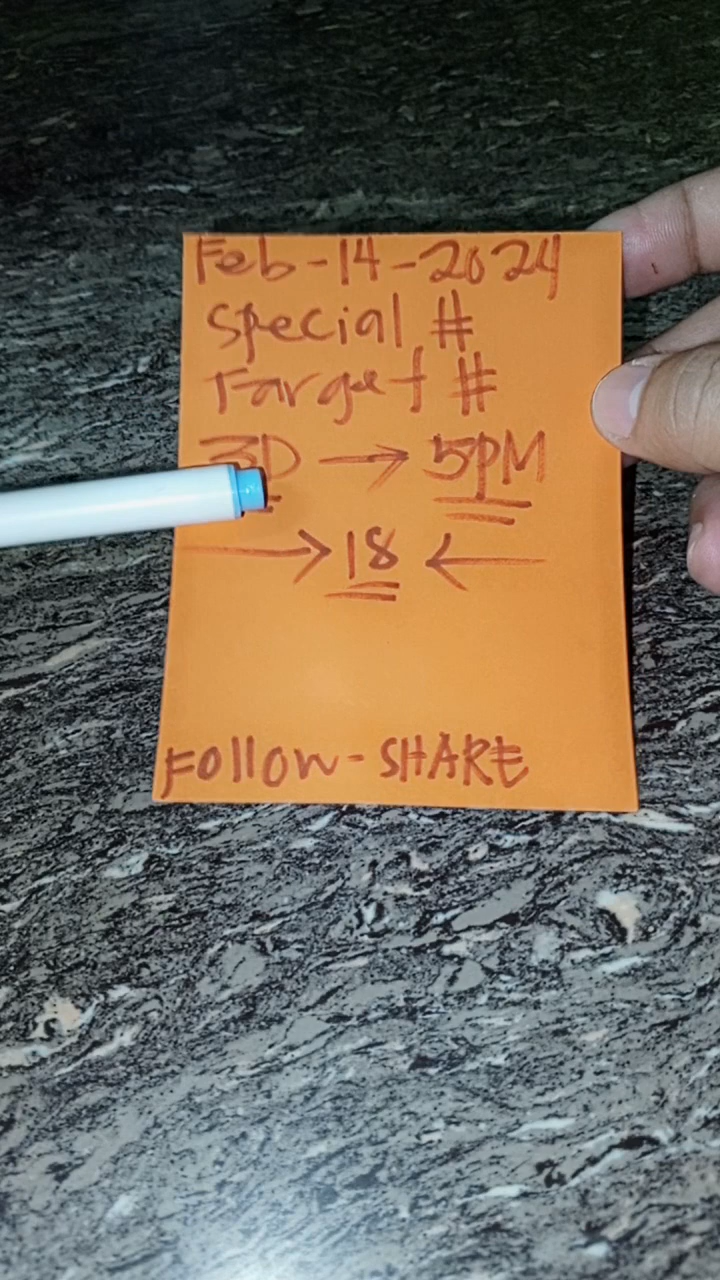 Feb-14-2024
Special #
Target #
3D → 5PM
→ 18 ←
Follow - SHARE